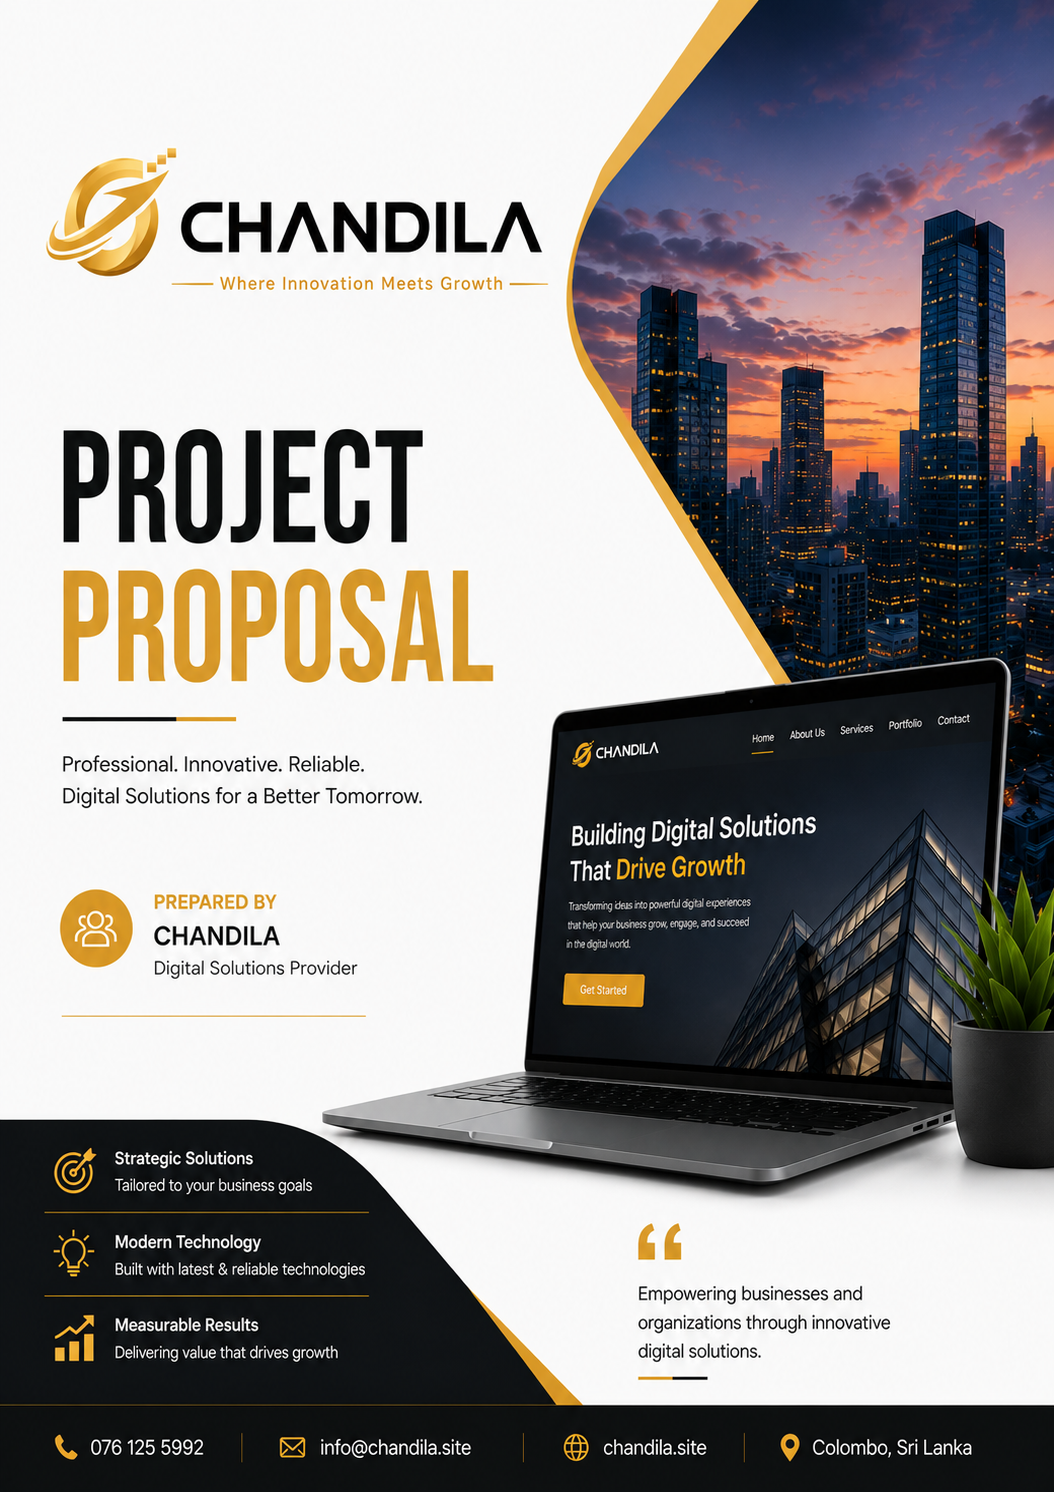 CHANDILA
Where Innovation Meets Growth
PROJECT
PROPOSAL
Professional. Innovative. Reliable.
Digital Solutions for a Better Tomorrow.
PREPARED BY
CHANDILA
Digital Solutions Provider
CHANDILA
Home About Us Services Portfolio Contact
Building Digital Solutions
That Drive Growth
Transforming ideas into powerful digital experiences
that help your business grow, engage, and succeed
in the digital world.
Get Started
Strategic Solutions
Tailored to your business goals
Modern Technology
Built with latest & reliable technologies
Measurable Results
Delivering value that drives growth
“
Empowering businesses and
organizations through innovative
digital solutions.
076 125 5992
info@chandila.site
chandila.site
Colombo, Sri Lanka